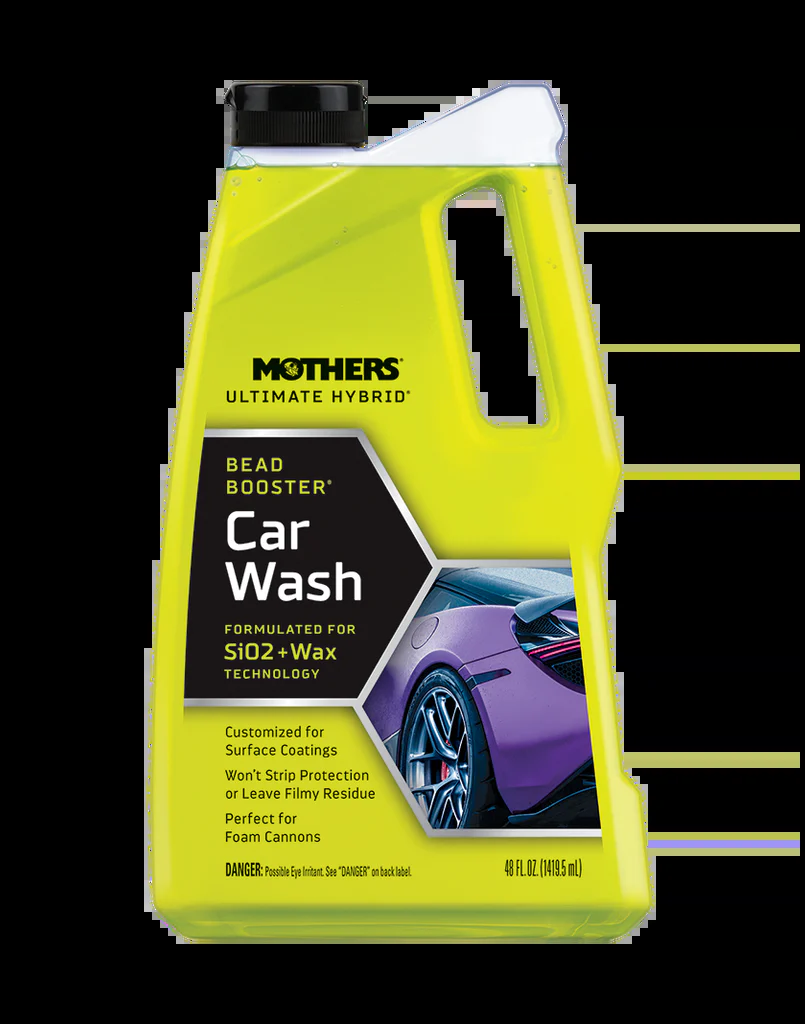 MOTHERS®
ULTIMATE HYBRID®
BEAD
BOOSTER®
Car
Wash
FORMULATED FOR
SiO2+Wax
TECHNOLOGY
Customized for
Surface Coatings
Won't Strip Protection
or Leave Filmy Residue
Perfect for
Foam Cannons
DANGER: Possible Eye Irritant. See "DANGER" on back label.
48 FL. OZ. (1419.5 mL)